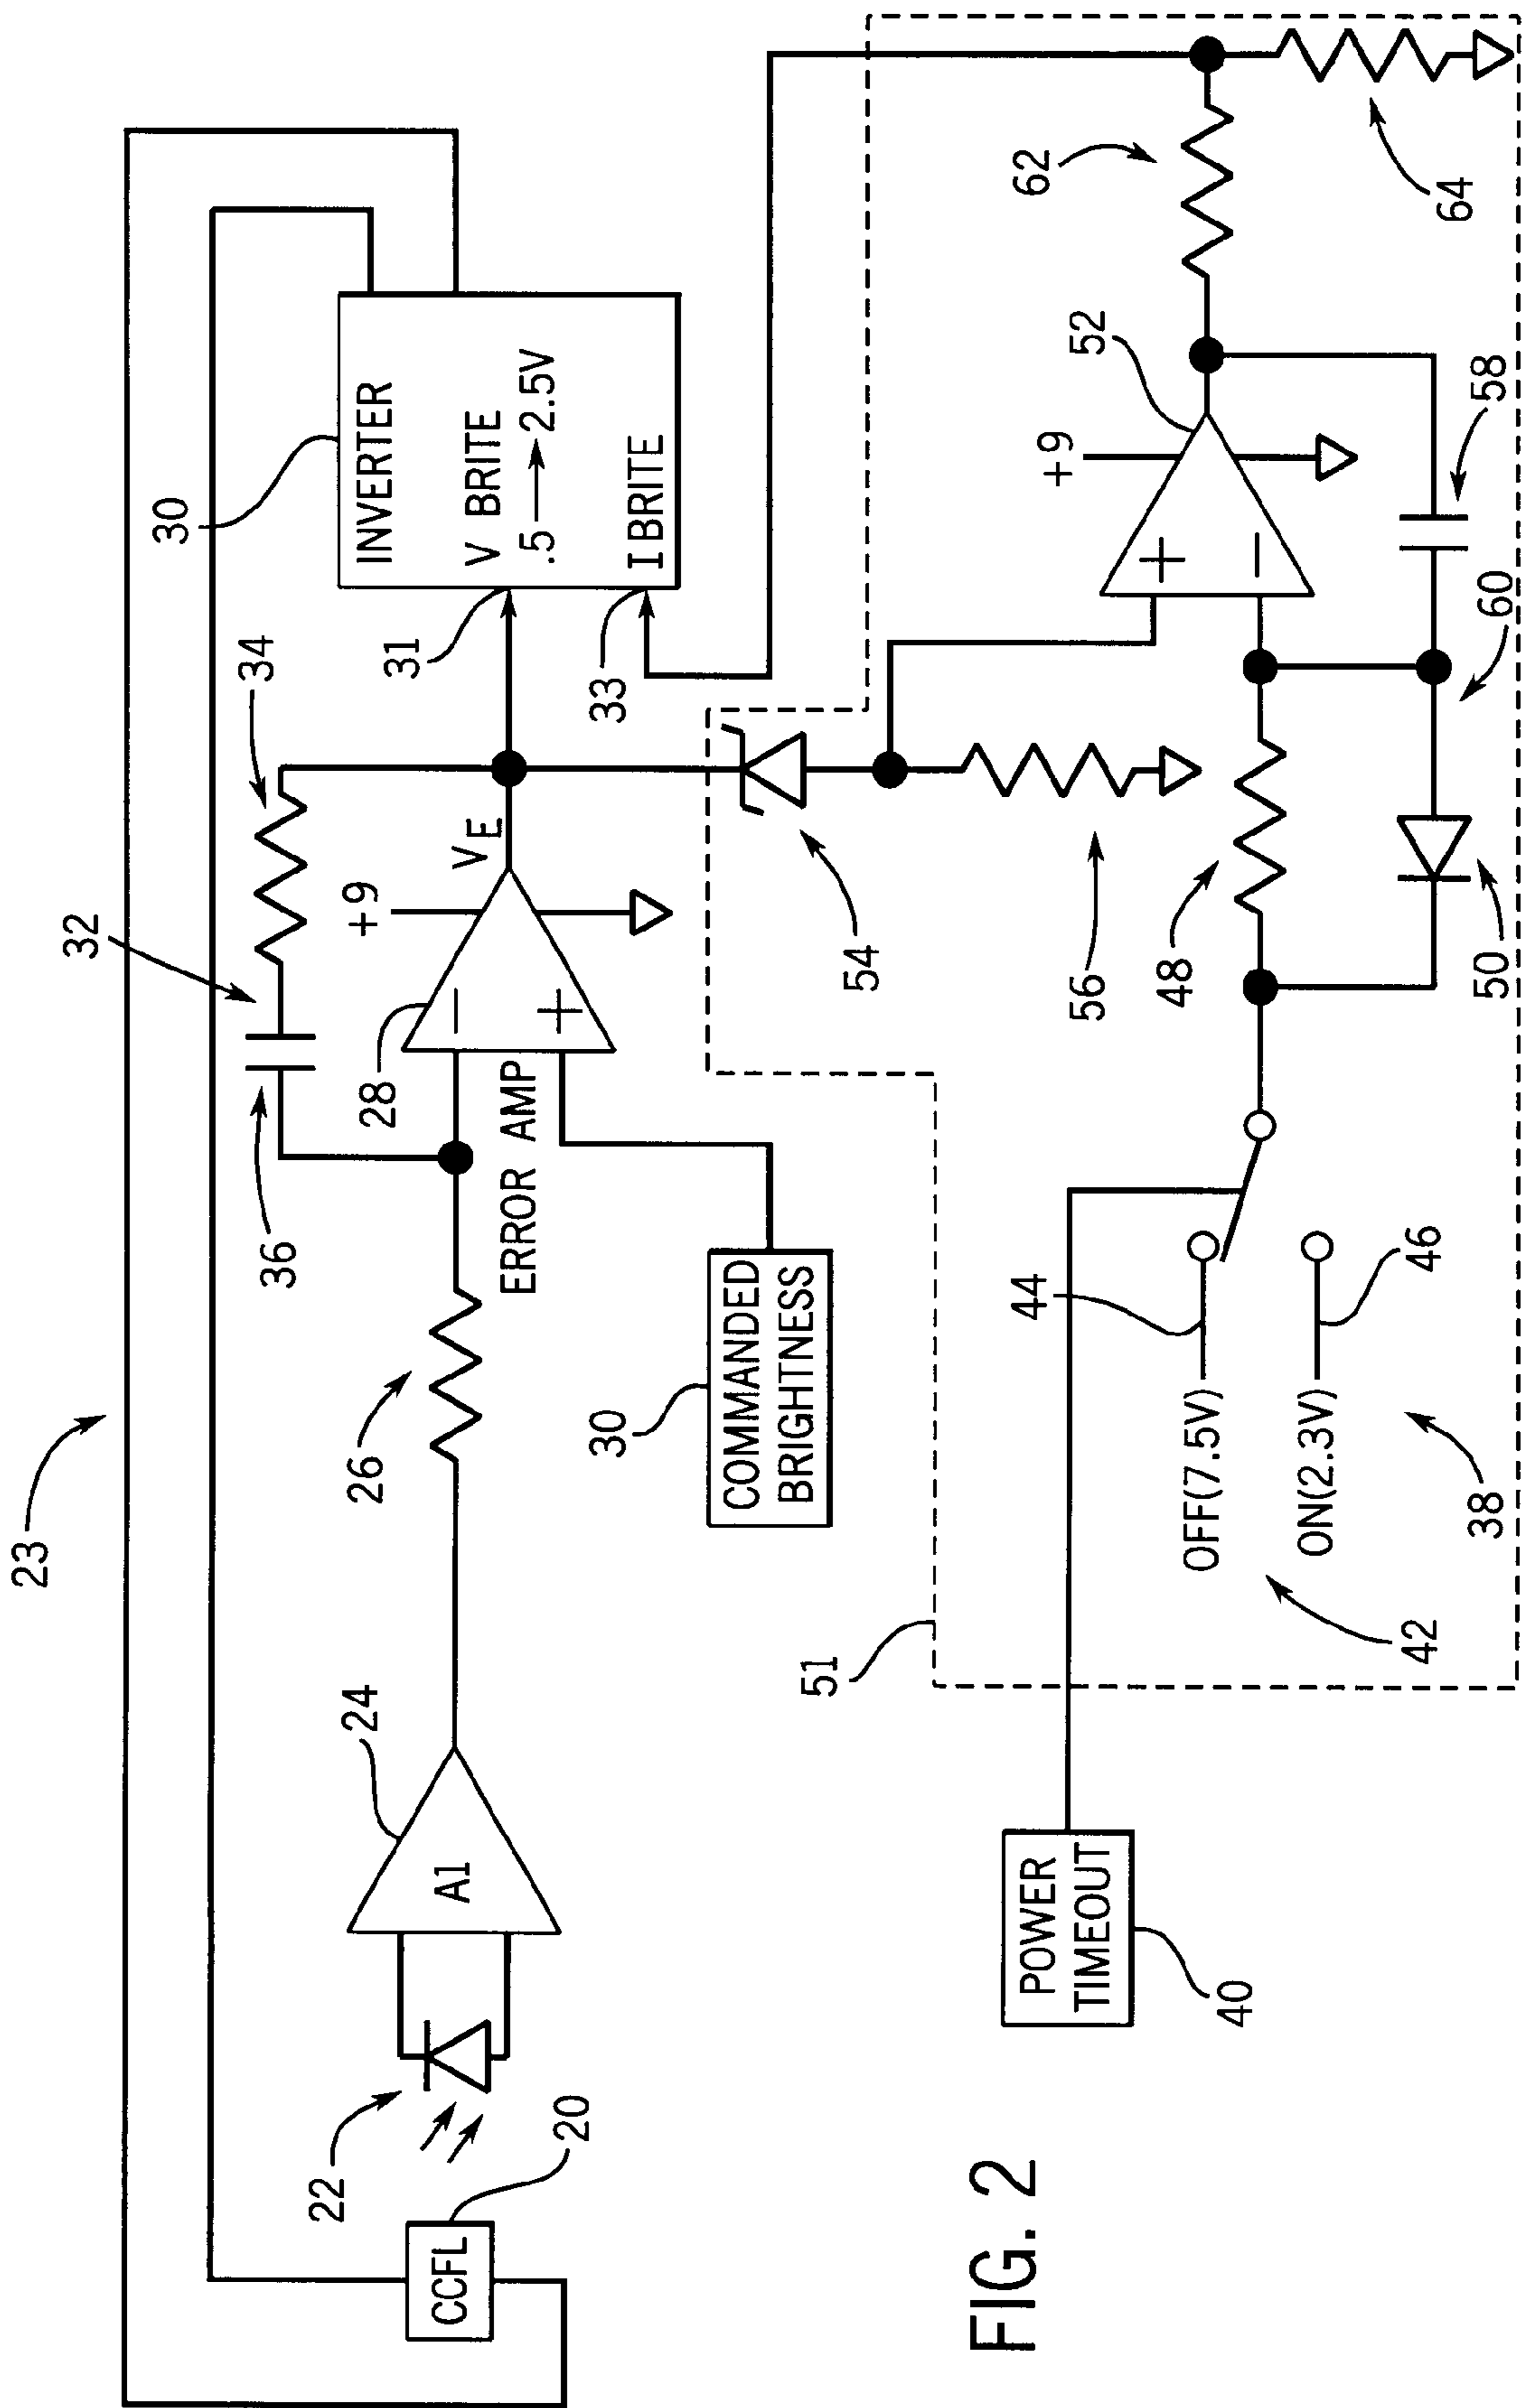 23
32
34
30
36
26
+9
28
VE
31
INVERTER
V BRITE
.5 → 2.5V
I BRITE
33
24
A1
22
20
CCFL
ERROR AMP
30
COMMANDED
BRIGHTNESS
54
51
56
62
+9
52
40
POWER
TIMEOUT
44
OFF(7.5V)
ON(2.3V)
46
42
38
48
50
60
58
64
FIG. 2